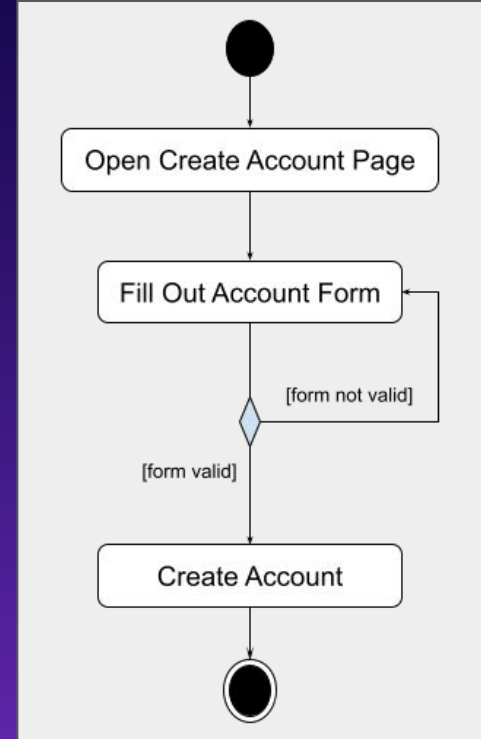 Open Create Account Page
Fill Out Account Form
[form not valid]
[form valid]
Create Account